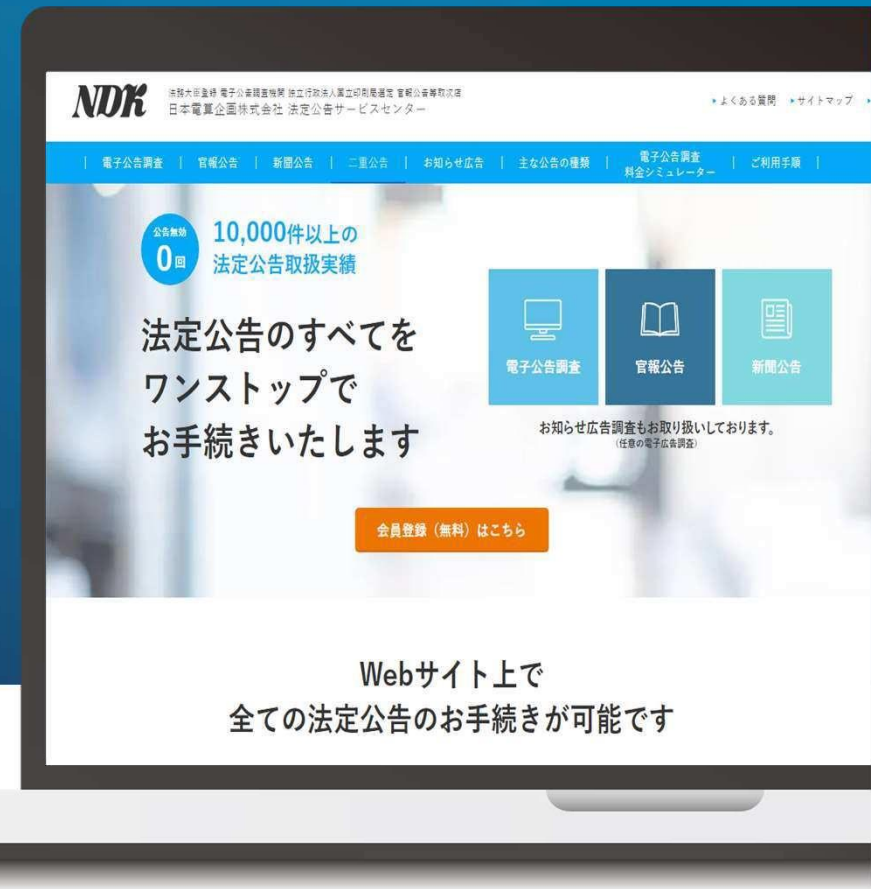 NDK
法務大臣登録 電子公告調査機関 独立行政法人国立印刷局選定 官報公告等取次店
日本電算企画株式会社 法定公告サービスセンター
よくある質問
サイトマップ
電子公告調査
官報公告
新聞公告
二重公告
お知らせ広告
主な公告の種類
電子公告調査
料金シミュレーター
ご利用手順
公告無効
0回
10,000件以上の
法定公告取扱実績
法定公告のすべてを
ワンストップで
お手続きいたします
電子公告調査
官報公告
新聞公告
お知らせ広告調査もお取り扱いしております。
(任意の電子広告調査)
会員登録（無料）はこちら
Webサイト上で
全ての法定公告のお手続きが可能です